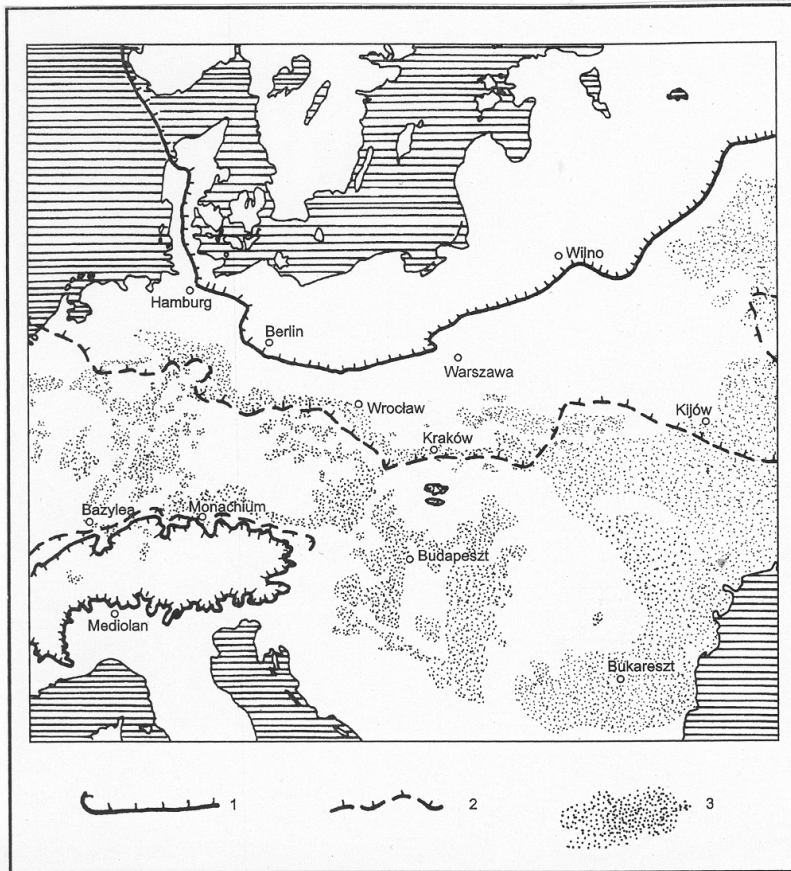 Wilno
Hamburg
Berlin
Warszawa
Wrocław
Kijów
Kraków
Bazylea
Monachium
Budapeszt
Mediolan
Bukareszt
1
2
3